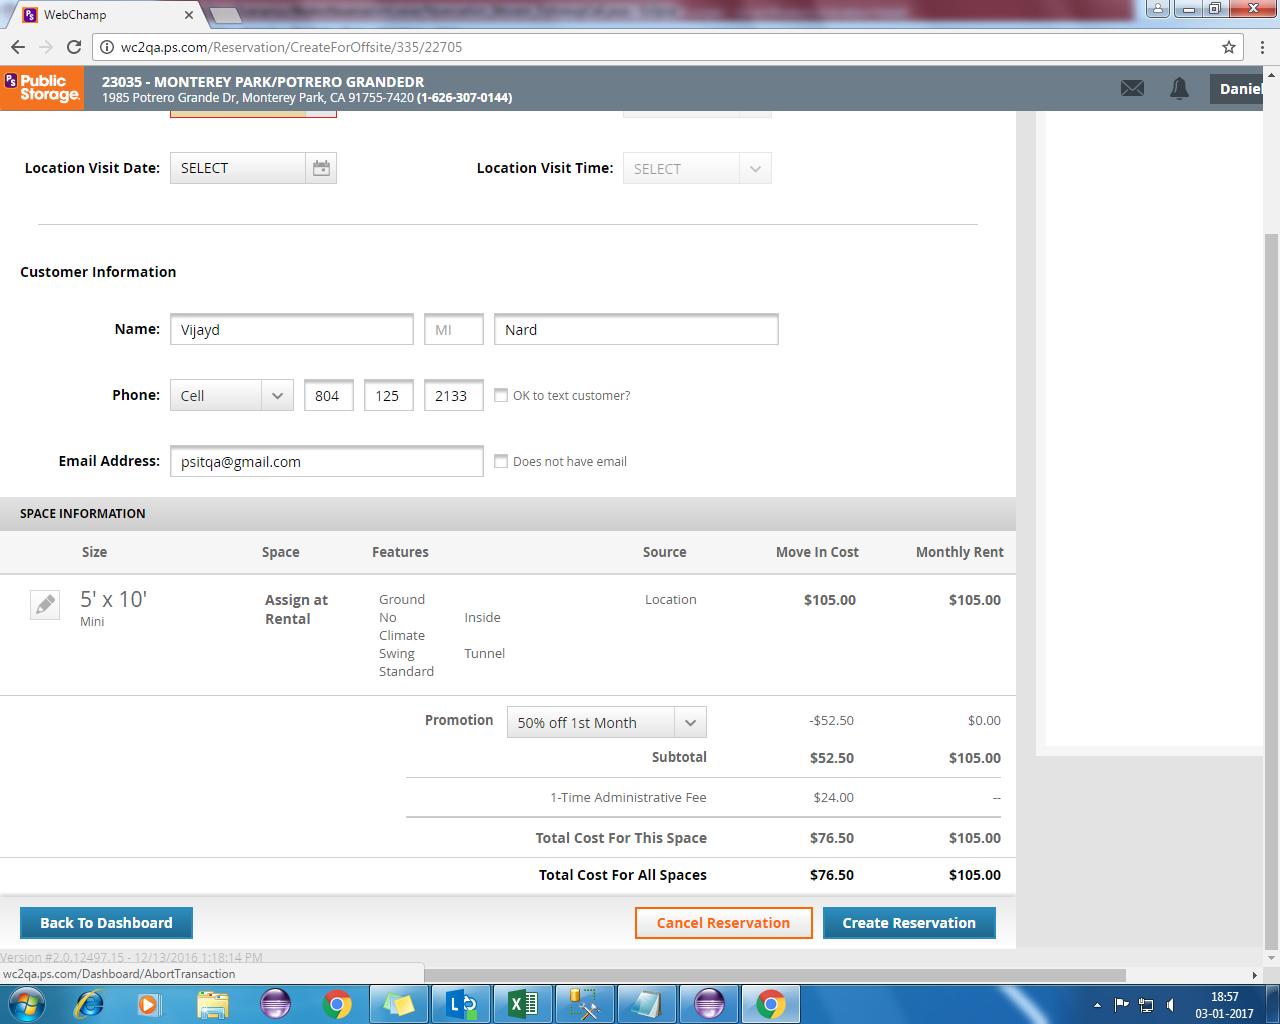 WebChamp
wc2qa.ps.com/Reservation/CreateForOffsite/335/22705
PS Public Storage.
23035 - MONTEREY PARK/POTRERO GRANDEDR
1985 Potrero Grande Dr, Monterey Park, CA 91755-7420 (1-626-307-0144)
Daniel
Location Visit Date: SELECT Location Visit Time: SELECT
Customer Information
Name: Vijayd MI Nard
Phone: Cell 804 125 2133 OK to text customer?
Email Address: psitqa@gmail.com Does not have email
SPACE INFORMATION
Size Space Features Source Move In Cost Monthly Rent
5' x 10' Assign at Ground Location $105.00 $105.00
Mini Rental No Inside
Climate
Swing Tunnel
Standard
Promotion 50% off 1st Month -$52.50 $0.00
Subtotal $52.50 $105.00
1-Time Administrative Fee $24.00 --
Total Cost For This Space $76.50 $105.00
Total Cost For All Spaces $76.50 $105.00
Back To Dashboard Cancel Reservation Create Reservation
Version #2.0.12497.15 - 12/13/2016 1:18:14 PM
wc2qa.ps.com/Dashboard/AbortTransaction
18:57
03-01-2017